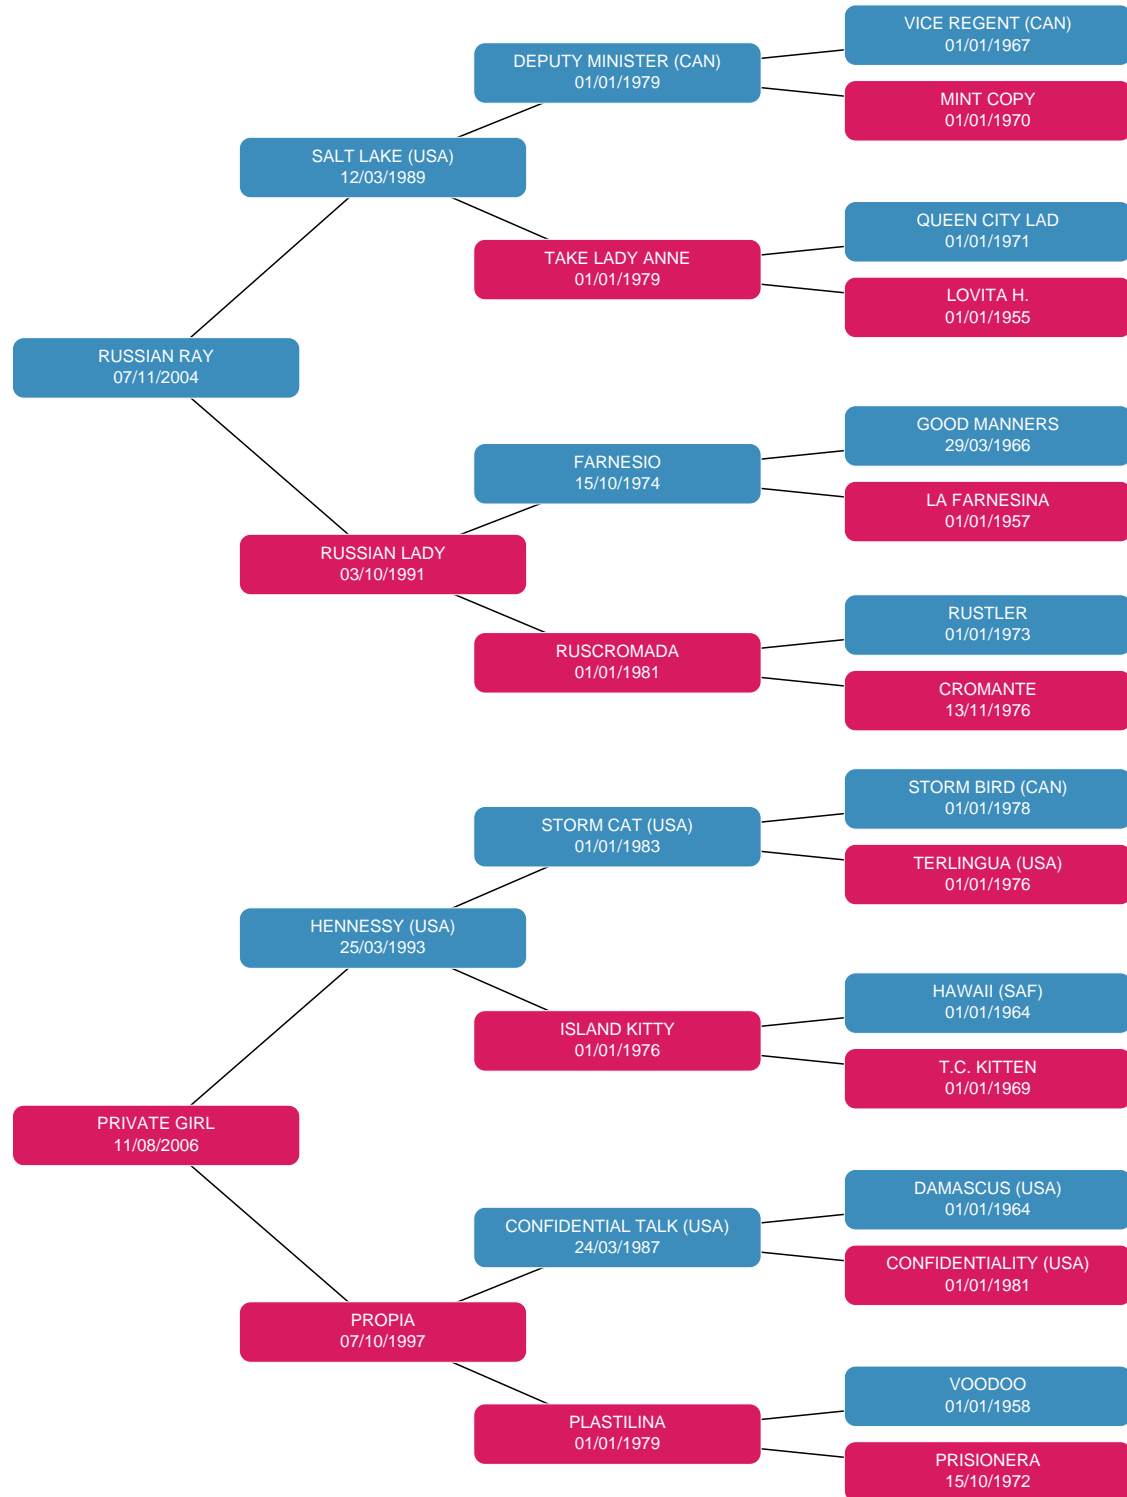 VICE REGENT (CAN)
01/01/1967
DEPUTY MINISTER (CAN)
01/01/1979
MINT COPY
01/01/1970
SALT LAKE (USA)
12/03/1989
QUEEN CITY LAD
01/01/1971
TAKE LADY ANNE
01/01/1979
LOVITA H.
01/01/1955
RUSSIAN RAY
07/11/2004
GOOD MANNERS
29/03/1966
FARNESIO
15/10/1974
LA FARNESINA
01/01/1957
RUSSIAN LADY
03/10/1991
RUSTLER
01/01/1973
RUSCROMADA
01/01/1981
CROMANTE
13/11/1976
STORM BIRD (CAN)
01/01/1978
STORM CAT (USA)
01/01/1983
TERLINGUA (USA)
01/01/1976
HENNESSY (USA)
25/03/1993
HAWAII (SAF)
01/01/1964
ISLAND KITTY
01/01/1976
T.C. KITTEN
01/01/1969
PRIVATE GIRL
11/08/2006
DAMASCUS (USA)
01/01/1964
CONFIDENTIAL TALK (USA)
24/03/1987
CONFIDENTIALITY (USA)
01/01/1981
PROPIA
07/10/1997
VOODOO
01/01/1958
PLASTILINA
01/01/1979
PRISIONERA
15/10/1972